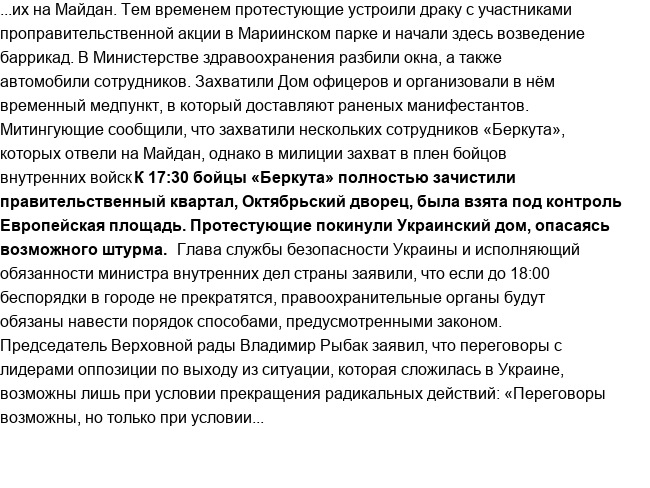 ...их на Майдан. Тем временем протестующие устроили драку с участниками
проправительственной акции в Мариинском парке и начали здесь возведение
баррикад. В Министерстве здравоохранения разбили окна, а также
автомобили сотрудников. Захватили Дом офицеров и организовали в нём
временный медпункт, в который доставляют раненых манифестантов.
Митингующие сообщили, что захватили нескольких сотрудников «Беркута»,
которых отвели на Майдан, однако в милиции захват в плен бойцов
внутренних войск К 17:30 бойцы «Беркута» полностью зачистили
правительственный квартал, Октябрьский дворец, была взята под контроль
Европейская площадь. Протестующие покинули Украинский дом, опасаясь
возможного штурма. Глава службы безопасности Украины и исполняющий
обязанности министра внутренних дел страны заявили, что если до 18:00
беспорядки в городе не прекратятся, правоохранительные органы будут
обязаны навести порядок способами, предусмотренными законом.
Председатель Верховной рады Владимир Рыбак заявил, что переговоры с
лидерами оппозиции по выходу из ситуации, которая сложилась в Украине,
возможны лишь при условии прекращения радикальных действий: «Переговоры
возможны, но только при условии...